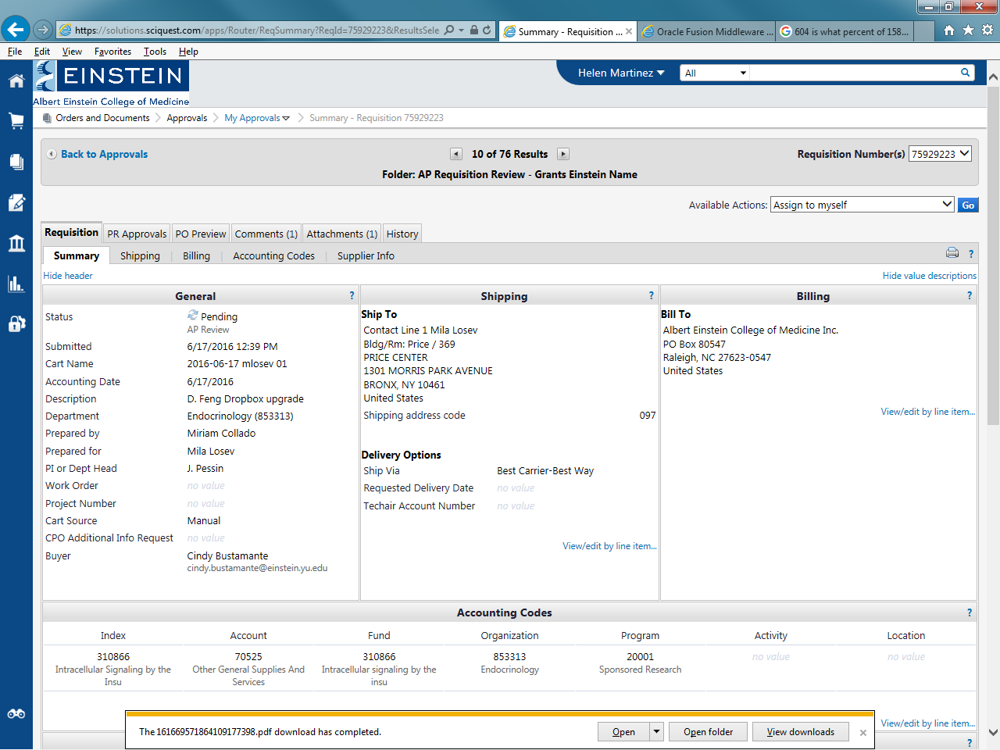 https://solutions.sciquest.com/apps/Router/ReqSummary?ReqId=75929223&ResultsSele
Summary - Requisition ...
Oracle Fusion Middleware ...
604 is what percent of 158...
File Edit View Favorites Tools Help
EINSTEIN
Albert Einstein College of Medicine
Helen Martinez
All
Orders and Documents Approvals My Approvals Summary - Requisition 75929223
Back to Approvals
10 of 76 Results
Requisition Number(s) 75929223
Folder: AP Requisition Review - Grants Einstein Name
Available Actions: Assign to myself Go
Requisition PR Approvals PO Preview Comments (1) Attachments (1) History
Summary Shipping Billing Accounting Codes Supplier Info ?
Hide header Hide value descriptions
General ?
Status Pending
AP Review
Submitted 6/17/2016 12:39 PM
Cart Name 2016-06-17 mlosev 01
Accounting Date 6/17/2016
Description D. Feng Dropbox upgrade
Department Endocrinology (853313)
Prepared by Miriam Collado
Prepared for Mila Losev
PI or Dept Head J. Pessin
Work Order no value
Project Number no value
Cart Source Manual
CPO Additional Info Request no value
Buyer Cindy Bustamante
cindy.bustamante@einstein.yu.edu
Shipping ?
Ship To
Contact Line 1 Mila Losev
Bldg/Rm: Price / 369
PRICE CENTER
1301 MORRIS PARK AVENUE
BRONX, NY 10461
United States
Shipping address code 097
Delivery Options
Ship Via Best Carrier-Best Way
Requested Delivery Date no value
Techair Account Number no value
View/edit by line item...
Billing ?
Bill To
Albert Einstein College of Medicine Inc.
PO Box 80547
Raleigh, NC 27623-0547
United States
View/edit by line item...
Accounting Codes ?
Index Account Fund Organization Program Activity Location
310866 70525 310866 853313 20001 no value no value
Intracellular Signaling by the Other General Supplies And Intracellular signaling by the Endocrinology Sponsored Research
Insu Services insu
View/edit by line item...
The 161669571864109177398.pdf download has completed.
Open Open folder View downloads
?